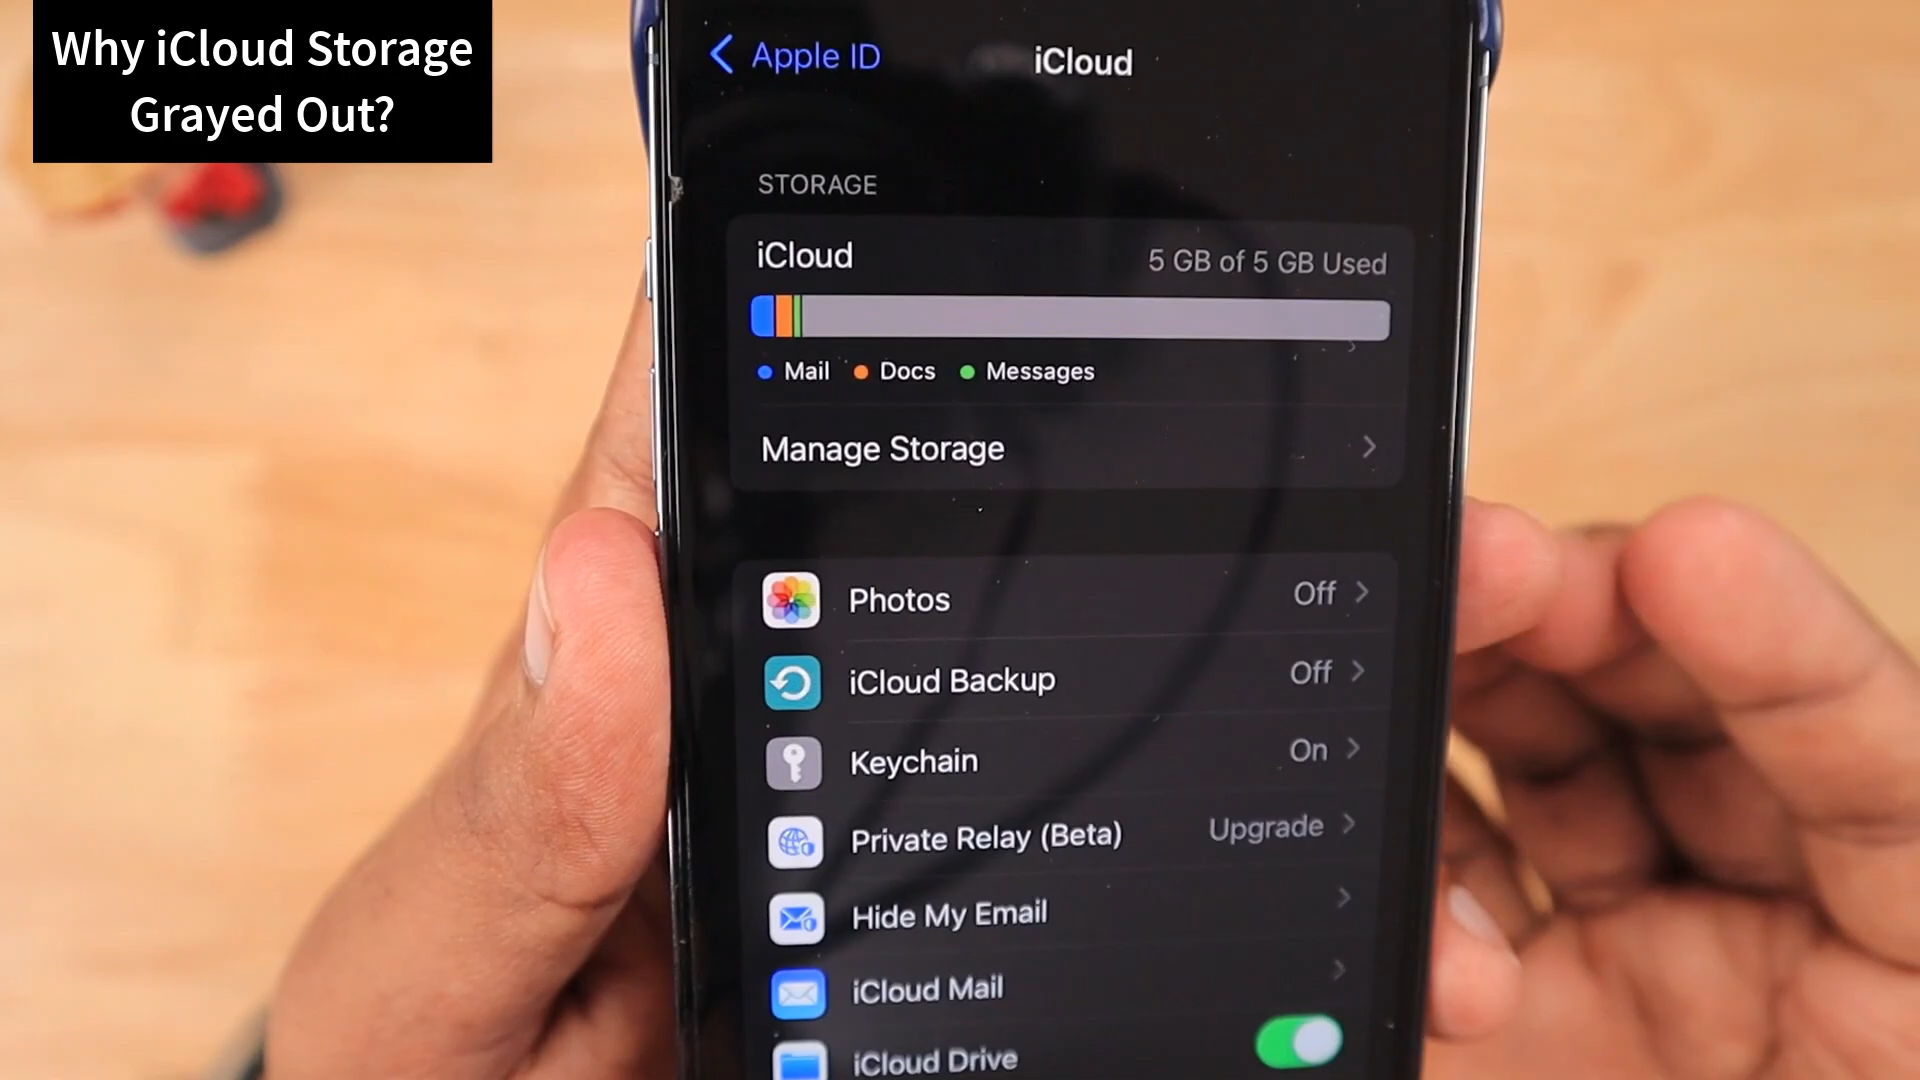 Why iCloud Storage
Grayed Out?
Apple ID
iCloud
STORAGE
iCloud
5 GB of 5 GB Used
Mail
Docs
Messages
Manage Storage
Photos
Off
iCloud Backup
Off
Keychain
On
Private Relay (Beta)
Upgrade
Hide My Email
iCloud Mail
iCloud Drive